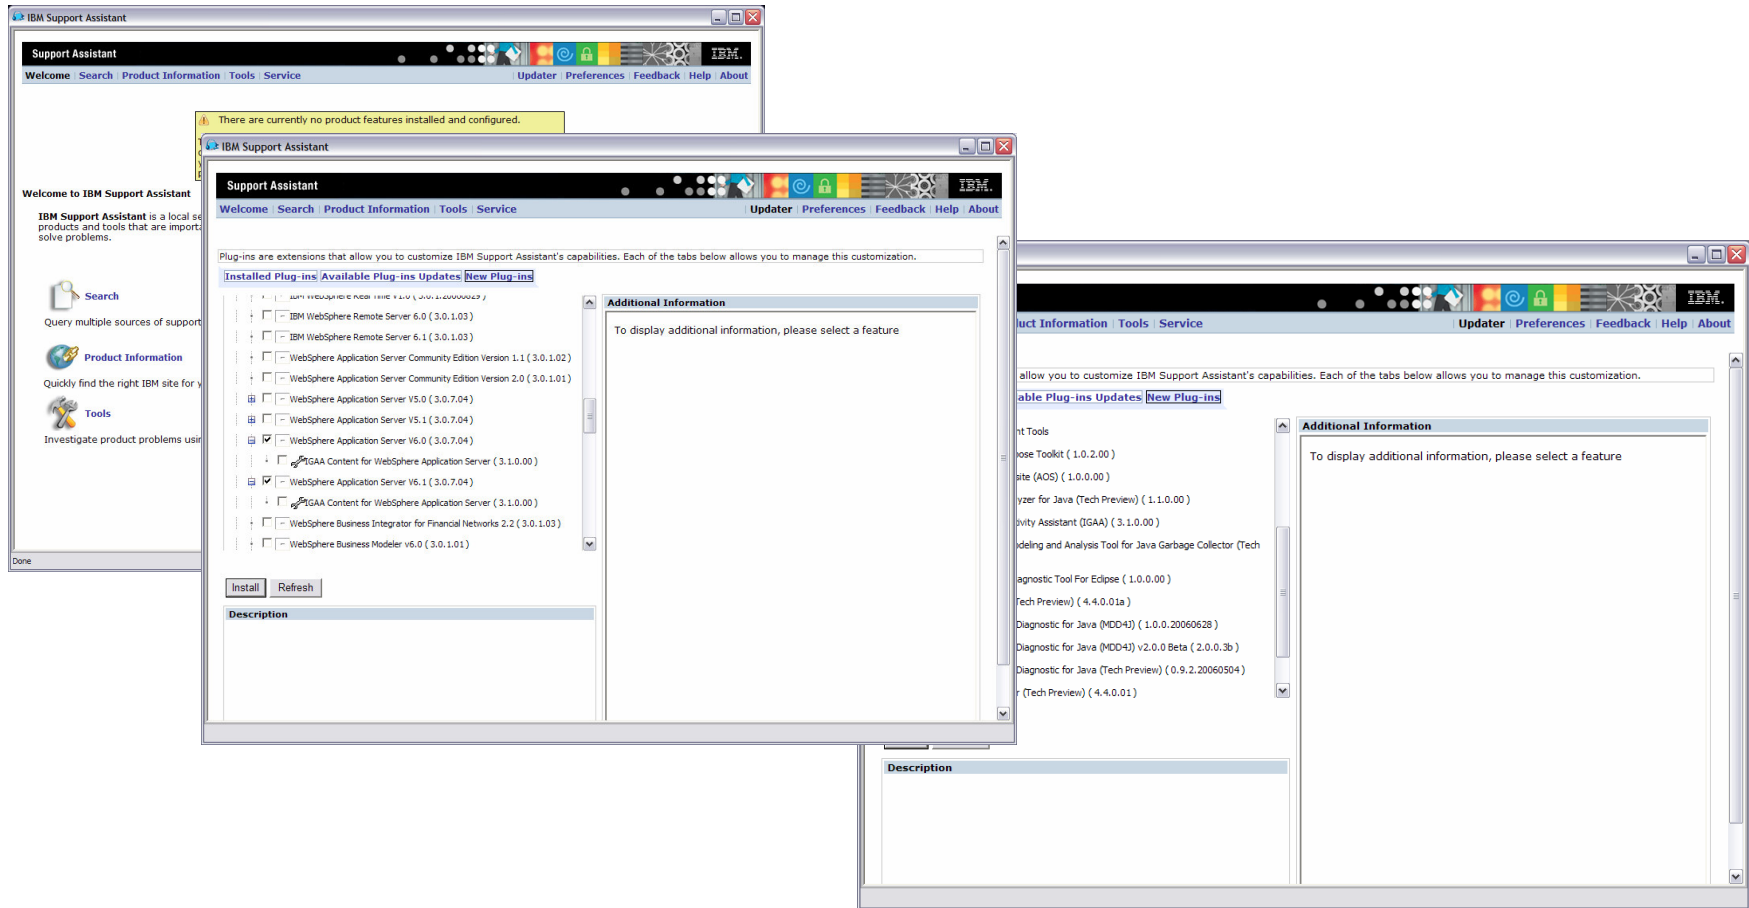 IBM Support Assistant
Support Assistant
IBM.
Welcome Search Product Information Tools Service
Updater Preferences Feedback Help About
There are currently no product features installed and configured.
Welcome to IBM Support Assistant
IBM Support Assistant is a local
products and tools that are
solve problems.
Search
Query multiple sources of support
Product Information
Quickly find the right IBM site for
Tools
Investigate product problems
Done
IBM Support Assistant
Support Assistant
IBM.
Welcome Search Product Information Tools Service
Updater Preferences Feedback Help About
Plug-ins are extensions that allow you to customize IBM Support Assistant's capabilities. Each of the tabs below allows you to manage this customization.
Installed Plug-ins Available Plug-ins Updates New Plug-ins
IBM WebSphere Real Time V1.0 ( 3.0.1.20060829 )
IBM WebSphere Remote Server 6.0 ( 3.0.1.03 )
IBM WebSphere Remote Server 6.1 ( 3.0.1.03 )
WebSphere Application Server Community Edition Version 1.1 ( 3.0.1.02 )
WebSphere Application Server Community Edition Version 2.0 ( 3.0.1.01 )
WebSphere Application Server V5.0 ( 3.0.7.04 )
WebSphere Application Server V5.1 ( 3.0.7.04 )
WebSphere Application Server V6.0 ( 3.0.7.04 )
IGAA Content for WebSphere Application Server ( 3.1.0.00 )
WebSphere Application Server V6.1 ( 3.0.7.04 )
IGAA Content for WebSphere Application Server ( 3.1.0.00 )
WebSphere Business Integrator for Financial Networks 2.2 ( 3.0.1.03 )
WebSphere Business Modeler v6.0 ( 3.0.1.01 )
Install Refresh
Description
Additional Information
To display additional information, please select a feature
IBM.
uct Information Tools Service
Updater Preferences Feedback Help About
allow you to customize IBM Support Assistant's capabilities. Each of the tabs below allows you to manage this customization.
able Plug-ins Updates New Plug-ins
nt Tools
ose Toolkit ( 1.0.2.00 )
site (AOS) ( 1.0.0.00 )
yzer for Java (Tech Preview) ( 1.1.0.00 )
tivity Assistant (IGAA) ( 3.1.0.00 )
deling and Analysis Tool for Java Garbage Collector (Tech
agnostic Tool For Eclipse ( 1.0.0.00 )
Tech Preview) ( 4.4.0.01a )
Diagnostic for Java (MDD4J) ( 1.0.0.20060628 )
Diagnostic for Java (MDD4J) v2.0.0 Beta ( 2.0.0.3b )
Diagnostic for Java (Tech Preview) ( 0.9.2.20060504 )
r (Tech Preview) ( 4.4.0.01 )
Description
Additional Information
To display additional information, please select a feature